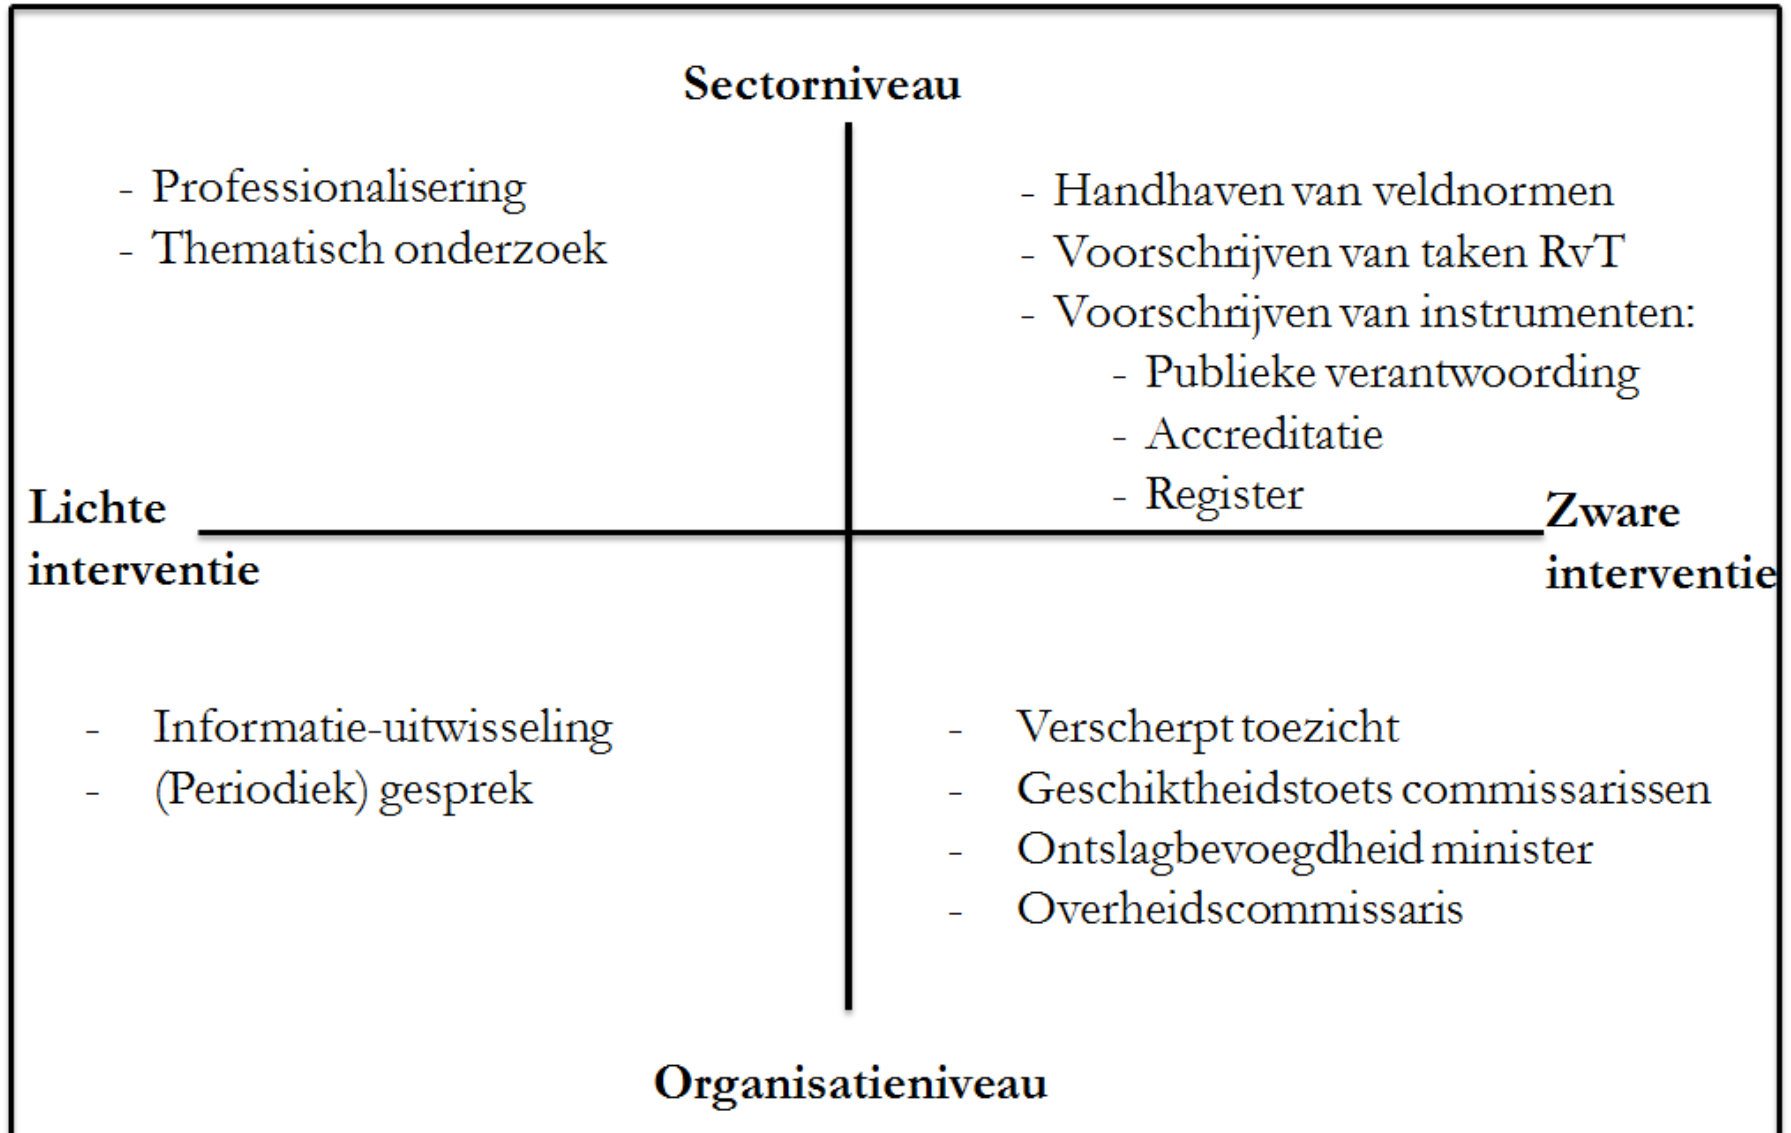 Sectorniveau
- Professionalisering
- Thematisch onderzoek
- Handhaven van veldnormen
- Voorschrijven van taken RvT
- Voorschrijven van instrumenten:
- Publieke verantwoording
- Accreditatie
- Register
Lichte
interventie
Zware
interventie
- Informatie-uitwisseling
- (Periodiek) gesprek
- Verscherpt toezicht
- Geschiktheidstoets commissarissen
- Ontslagbevoegdheid minister
- Overheidscommissaris
Organisatieniveau